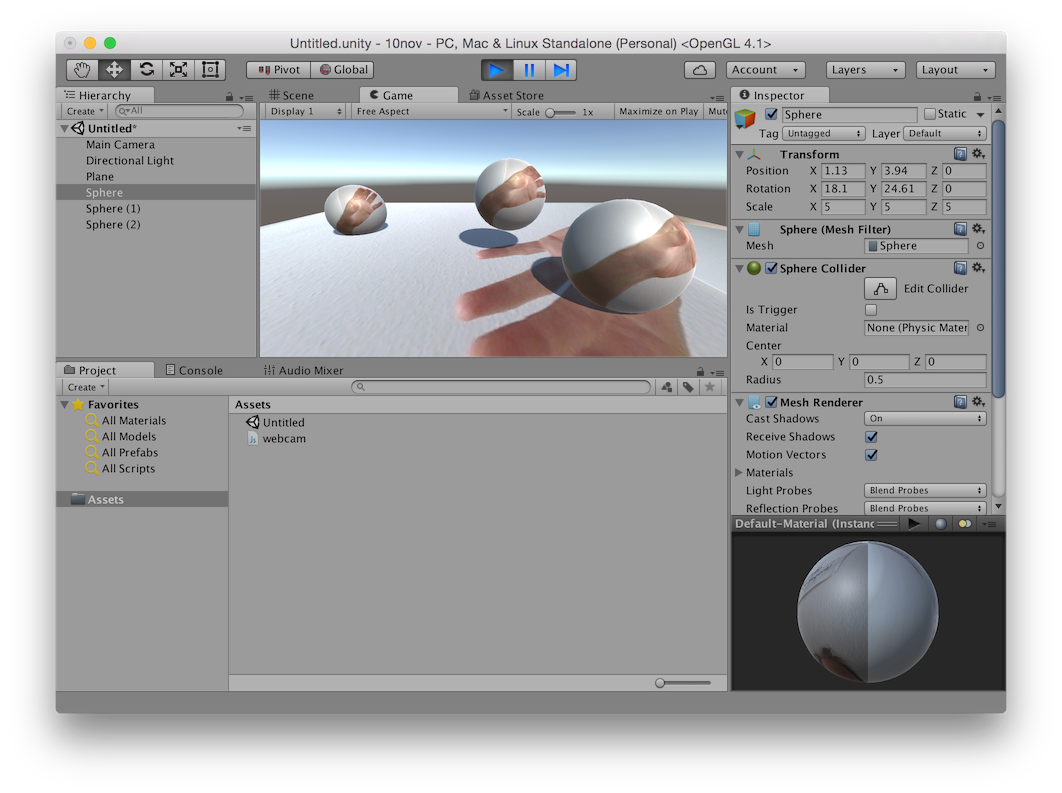 Untitled.unity - 10nov - PC, Mac & Linux Standalone (Personal) <OpenGL 4.1>
Pivot Global Account Layers Layout
Hierarchy
Create All
Untitled*
Main Camera
Directional Light
Plane
Sphere
Sphere (1)
Sphere (2)
Scene Game Asset Store
Display 1 Free Aspect Scale 1x Maximize on Play Mut
Inspector
Sphere Static
Tag Untagged Layer Default
Transform
Position X 1.13 Y 3.94 Z 0
Rotation X 18.1 Y 24.61 Z 0
Scale X 5 Y 5 Z 5
Sphere (Mesh Filter)
Mesh Sphere
Sphere Collider
Edit Collider
Is Trigger
Material None (Physic Mater
Center
X 0 Y 0 Z 0
Radius 0.5
Mesh Renderer
Cast Shadows On
Receive Shadows
Motion Vectors
Materials
Light Probes Blend Probes
Reflection Probes Blend Probes
Default-Material (Instanc
Project Console Audio Mixer
Create
Favorites
All Materials
All Models
All Prefabs
All Scripts
Assets
Assets
Untitled
Js webcam